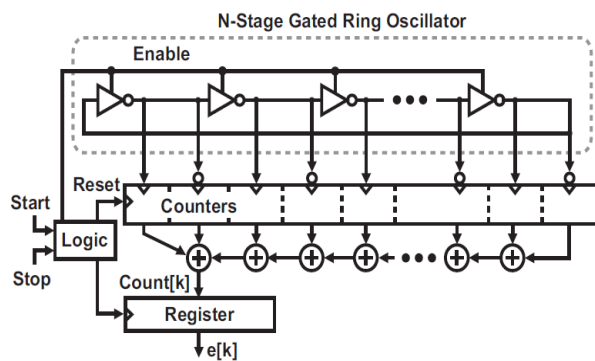 N-Stage Gated Ring Oscillator
Enable
Reset
Start
Counters
Logic
Stop
Count[k]
Register
e[k]